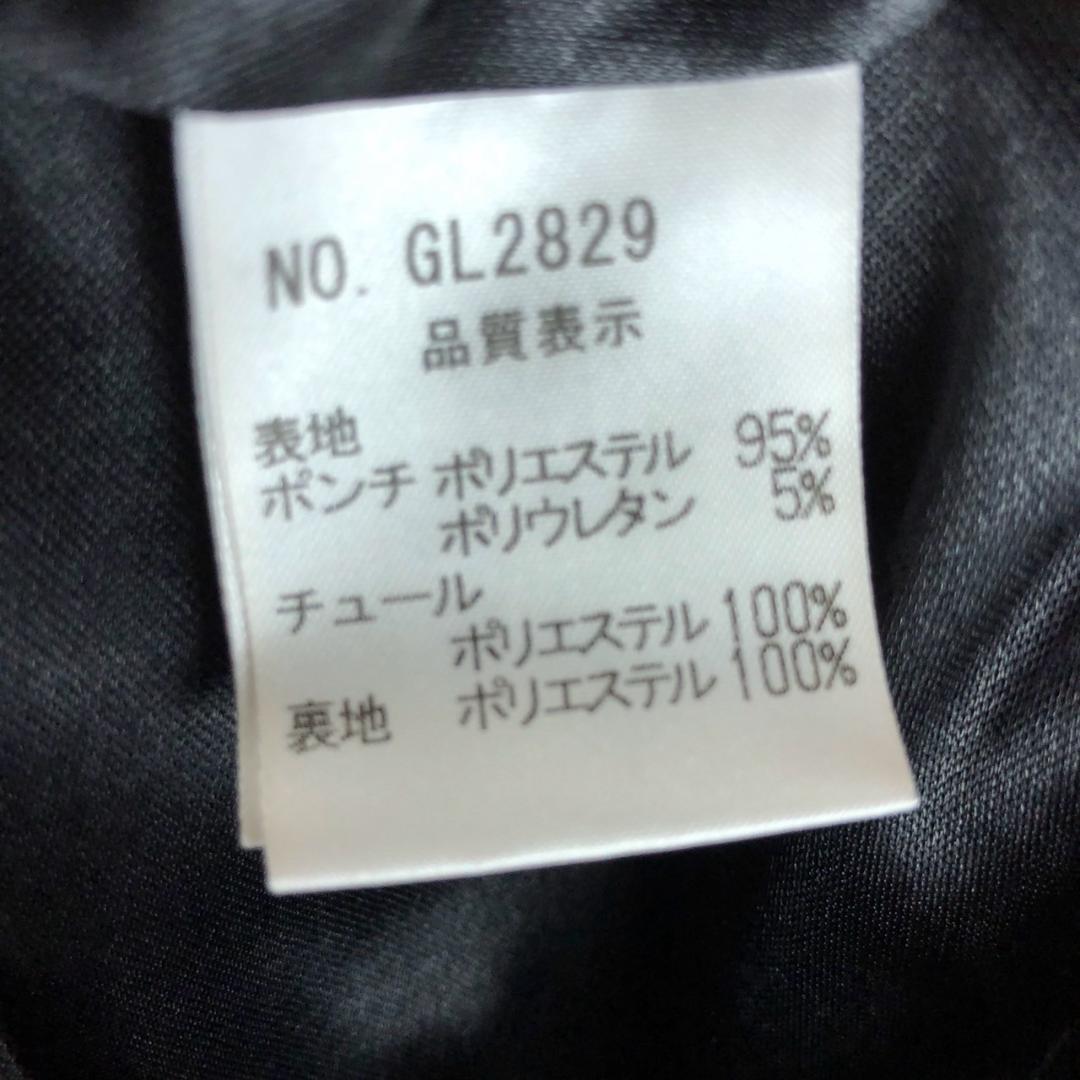 NO. GL2829
品質表示
表地
ポンチ ポリエステル 95%
ポリウレタン 5%
チュール
ポリエステル 100%
裏地 ポリエステル 100%